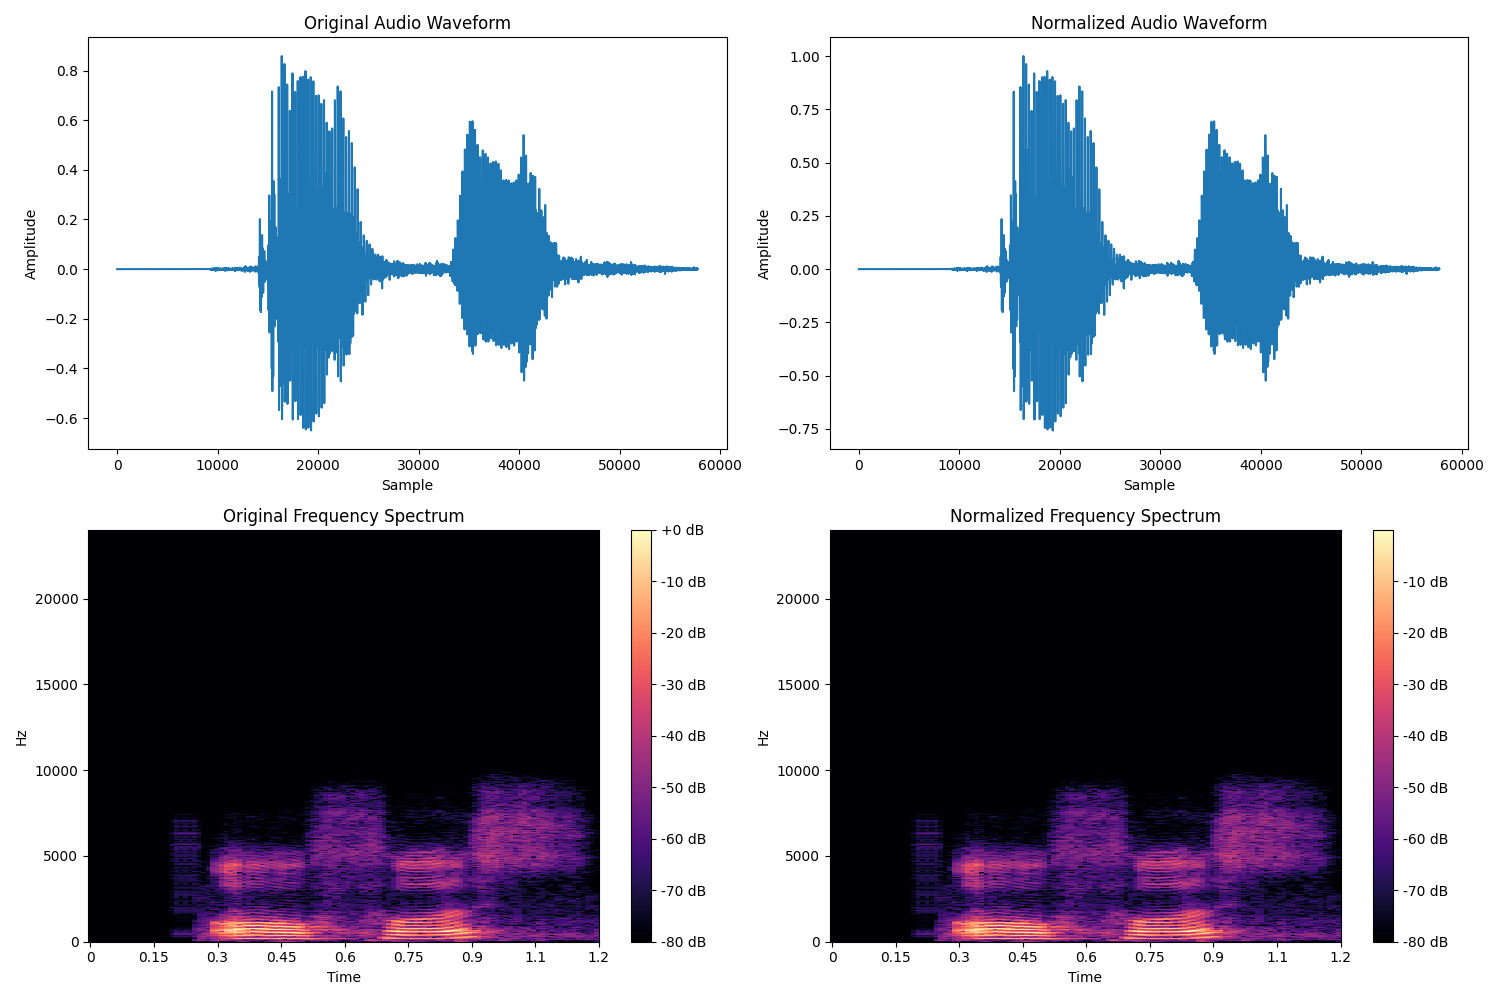 Original Audio Waveform
Amplitude
0.8
0.6
0.4
0.2
0.0
−0.2
−0.4
−0.6
0 10000 20000 30000 40000 50000 60000
Sample
Normalized Audio Waveform
Amplitude
1.00
0.75
0.50
0.25
0.00
−0.25
−0.50
−0.75
0 10000 20000 30000 40000 50000 60000
Sample
Original Frequency Spectrum
Hz
20000
15000
10000
5000
0
0 0.15 0.3 0.45 0.6 0.75 0.9 1.1 1.2
Time
+0 dB
-10 dB
-20 dB
-30 dB
-40 dB
-50 dB
-60 dB
-70 dB
-80 dB
Normalized Frequency Spectrum
Hz
20000
15000
10000
5000
0
0 0.15 0.3 0.45 0.6 0.75 0.9 1.1 1.2
Time
-10 dB
-20 dB
-30 dB
-40 dB
-50 dB
-60 dB
-70 dB
-80 dB